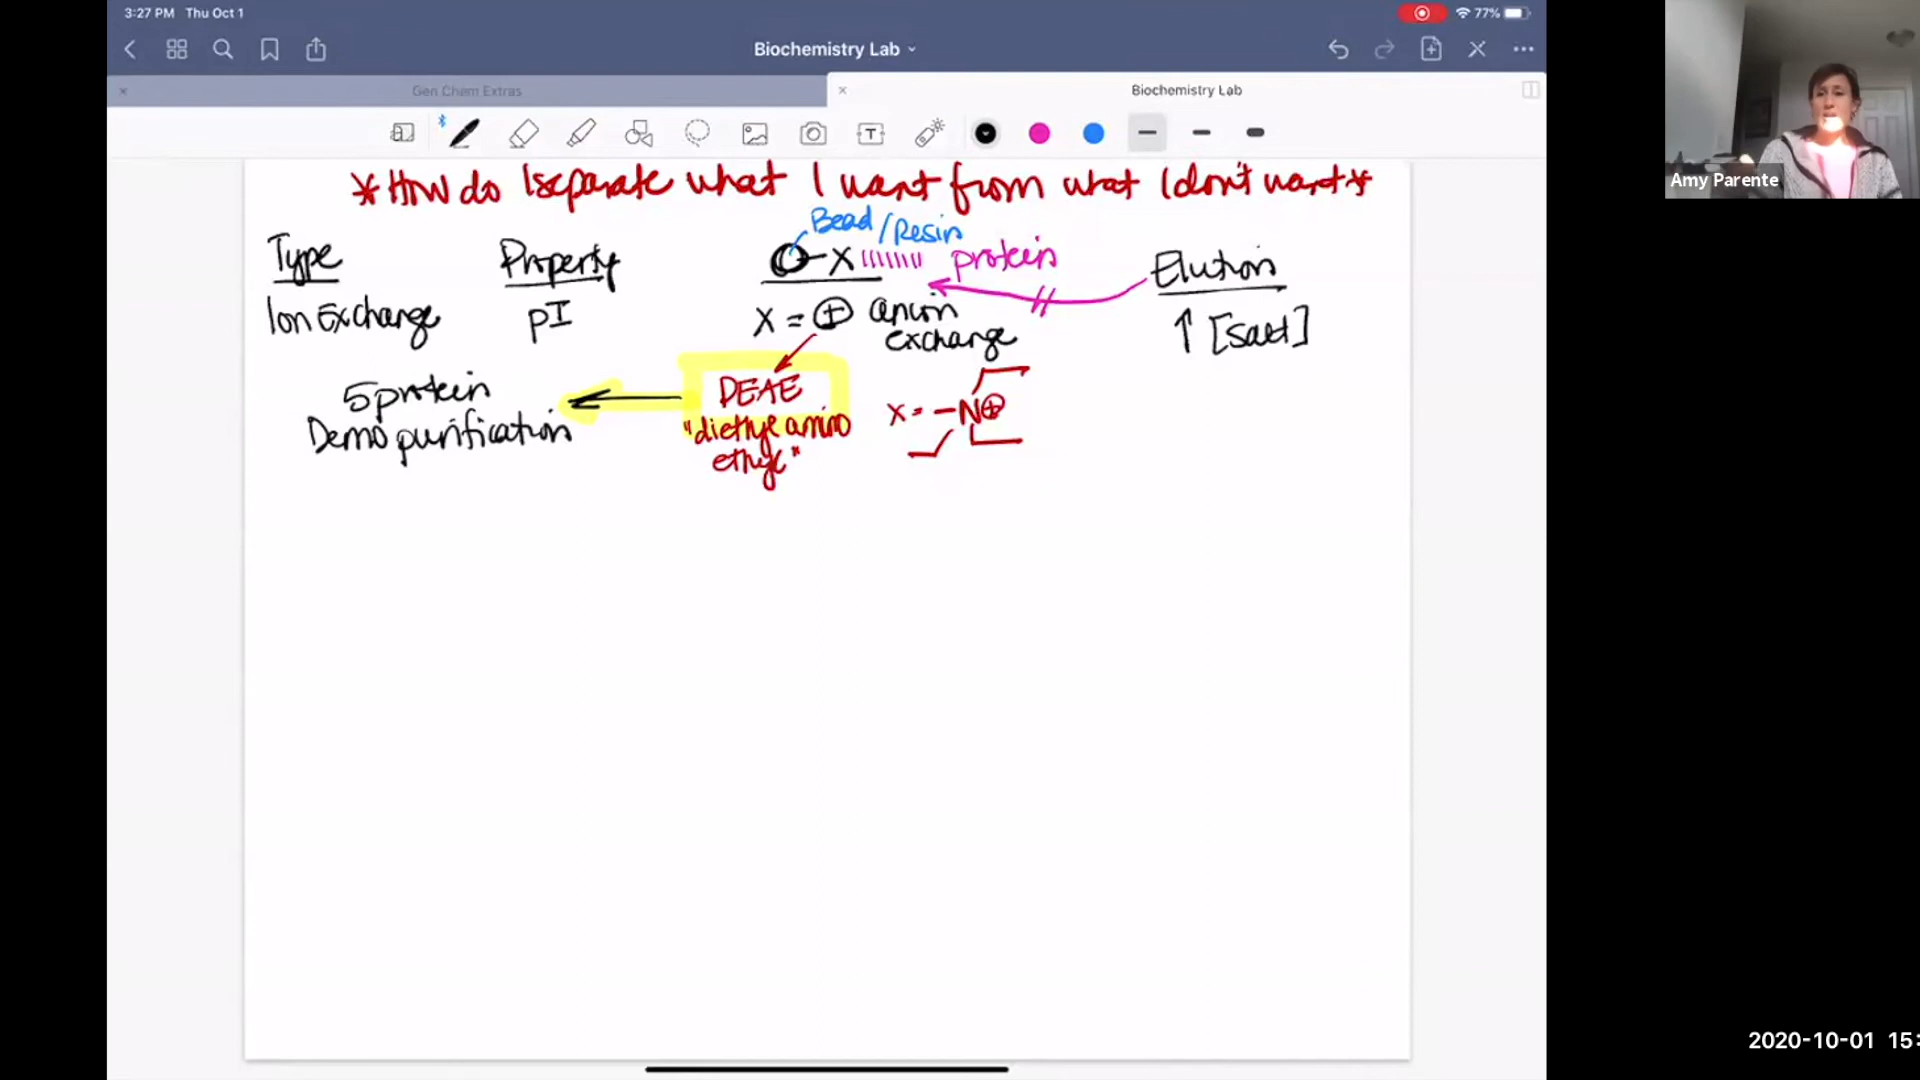 3:27 PM Thu Oct 1
77%
Biochemistry Lab
Gen Chem Extras
Biochemistry Lab
Amy Parente
*How do I separate what I want from what I don't want*
Bead/Resin
Type Property X protein Elution
Ion Exchange pI X = + anion exchange ↑ [salt]
5 protein
Demo purification
DEAE
"diethyl amino
ethyl"
X = -N+
2020-10-01 15: